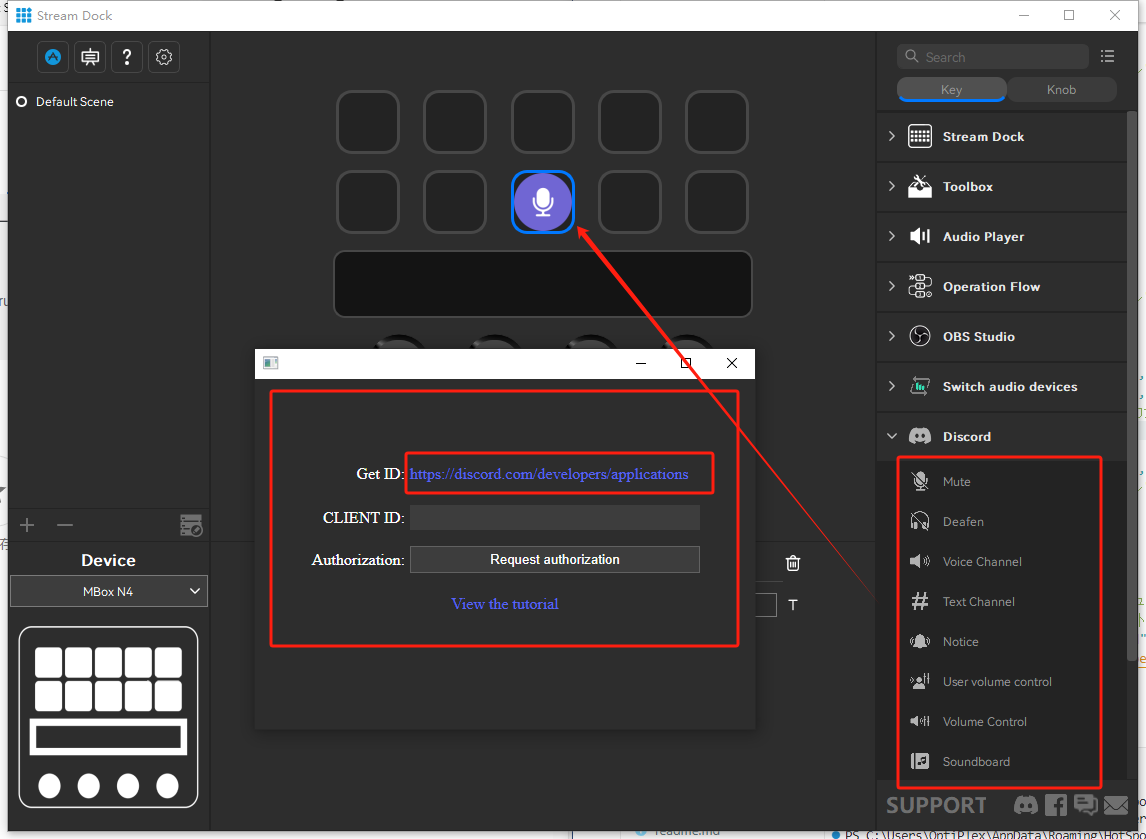 Stream Dock
Default Scene
Search
Key
Knob
Stream Dock
Toolbox
Audio Player
Operation Flow
OBS Studio
Switch audio devices
Discord
Mute
Deafen
Voice Channel
Text Channel
Notice
User volume control
Volume Control
Soundboard
Get ID: https://discord.com/developers/applications
CLIENT ID:
Authorization: Request authorization
View the tutorial
T
Device
MBox N4
SUPPORT
readme.md
PS C:\Users\OptiPlex\AppData\Roaming\HotSpo